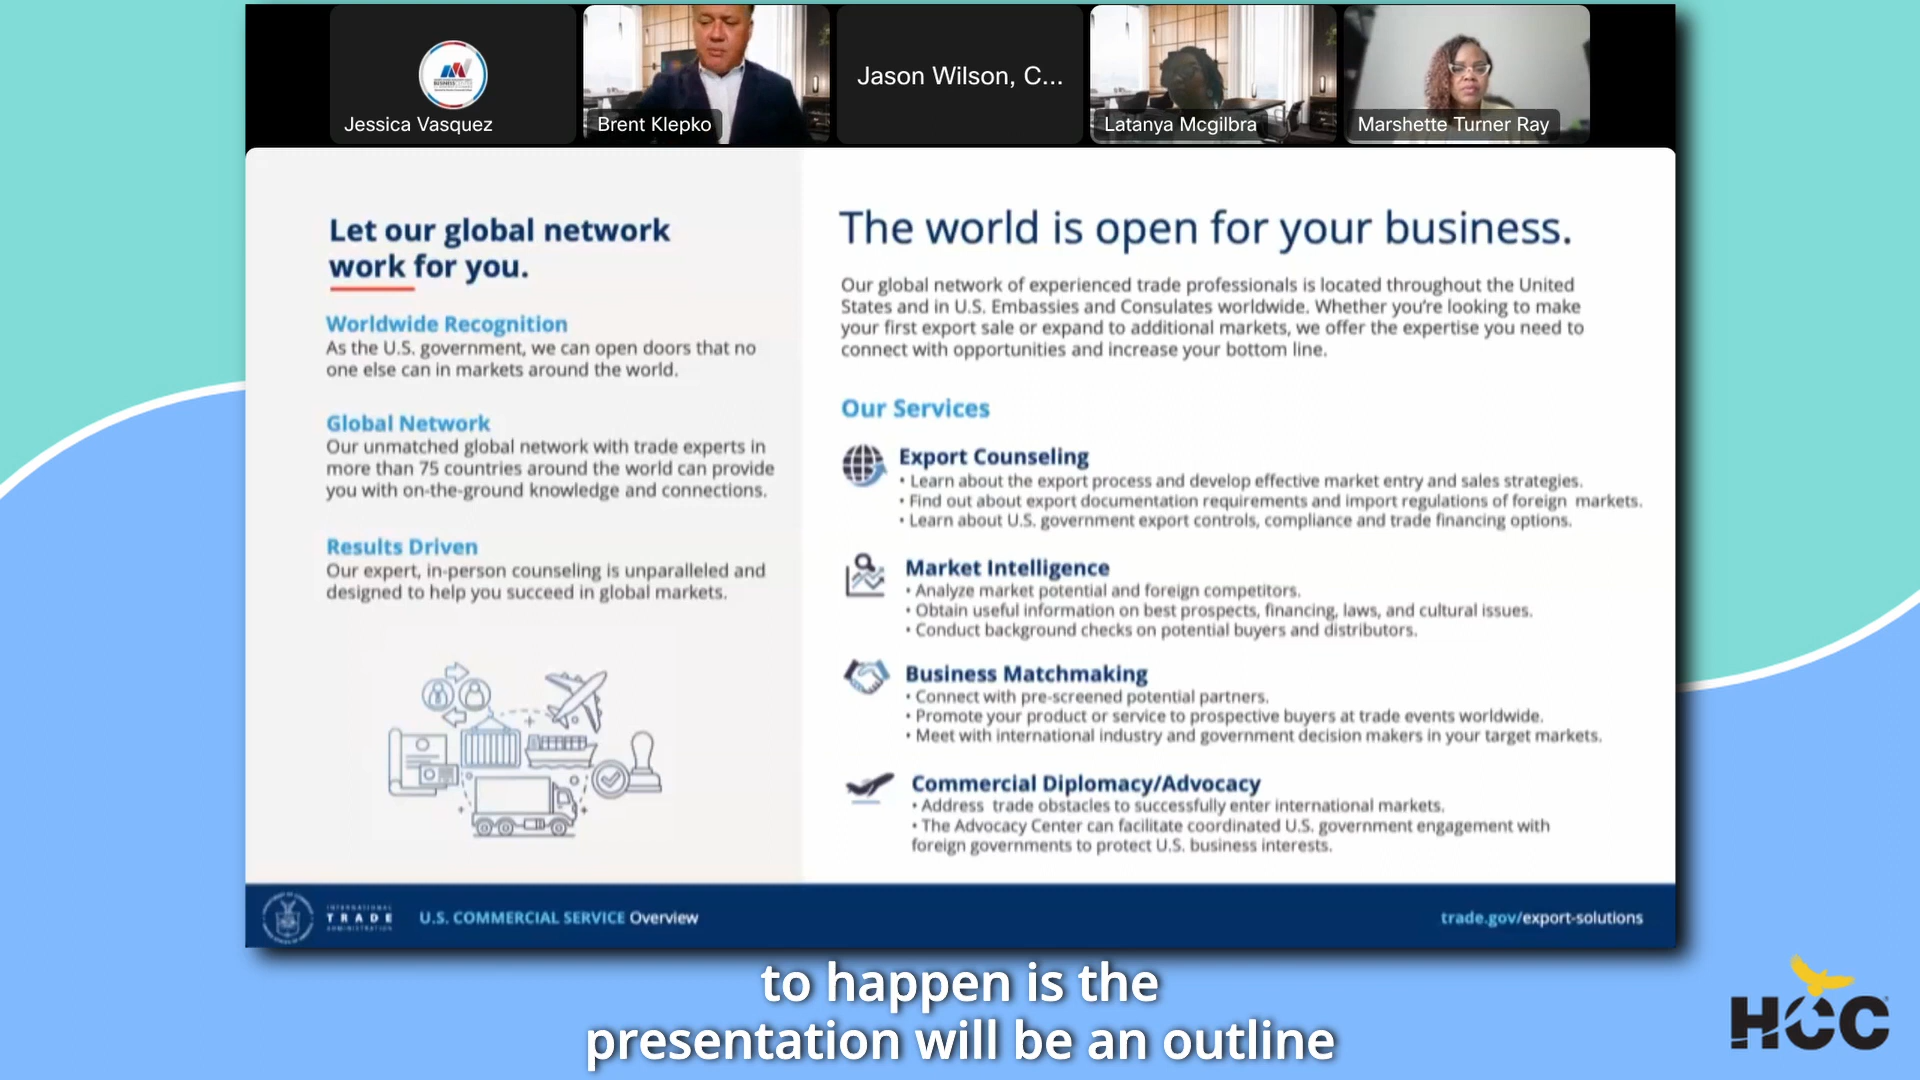 Jessica Vasquez
Brent Klepko
Jason Wilson, C...
Latanya Mcgilbra
Marshette Turner Ray
Let our global network
work for you.
Worldwide Recognition
As the U.S. government, we can open doors that no
one else can in markets around the world.
Global Network
Our unmatched global network with trade experts in
more than 75 countries around the world can provide
you with on-the-ground knowledge and connections.
Results Driven
Our expert, in-person counseling is unparalleled and
designed to help you succeed in global markets.
The world is open for your business.
Our global network of experienced trade professionals is located throughout the United
States and in U.S. Embassies and Consulates worldwide. Whether you're looking to make
your first export sale or expand to additional markets, we offer the expertise you need to
connect with opportunities and increase your bottom line.
Our Services
Export Counseling
• Learn about the export process and develop effective market entry and sales strategies.
• Find out about export documentation requirements and import regulations of foreign markets.
• Learn about U.S. government export controls, compliance and trade financing options.
Market Intelligence
• Analyze market potential and foreign competitors.
• Obtain useful information on best prospects, financing, laws, and cultural issues.
• Conduct background checks on potential buyers and distributors.
Business Matchmaking
• Connect with pre-screened potential partners.
• Promote your product or service to prospective buyers at trade events worldwide.
• Meet with international industry and government decision makers in your target markets.
Commercial Diplomacy/Advocacy
• Address trade obstacles to successfully enter international markets.
• The Advocacy Center can facilitate coordinated U.S. government engagement with
foreign governments to protect U.S. business interests.
INTERNATIONAL
TRADE
ADMINISTRATION
U.S. COMMERCIAL SERVICE Overview
trade.gov/export-solutions
to happen is the
presentation will be an outline
HCC